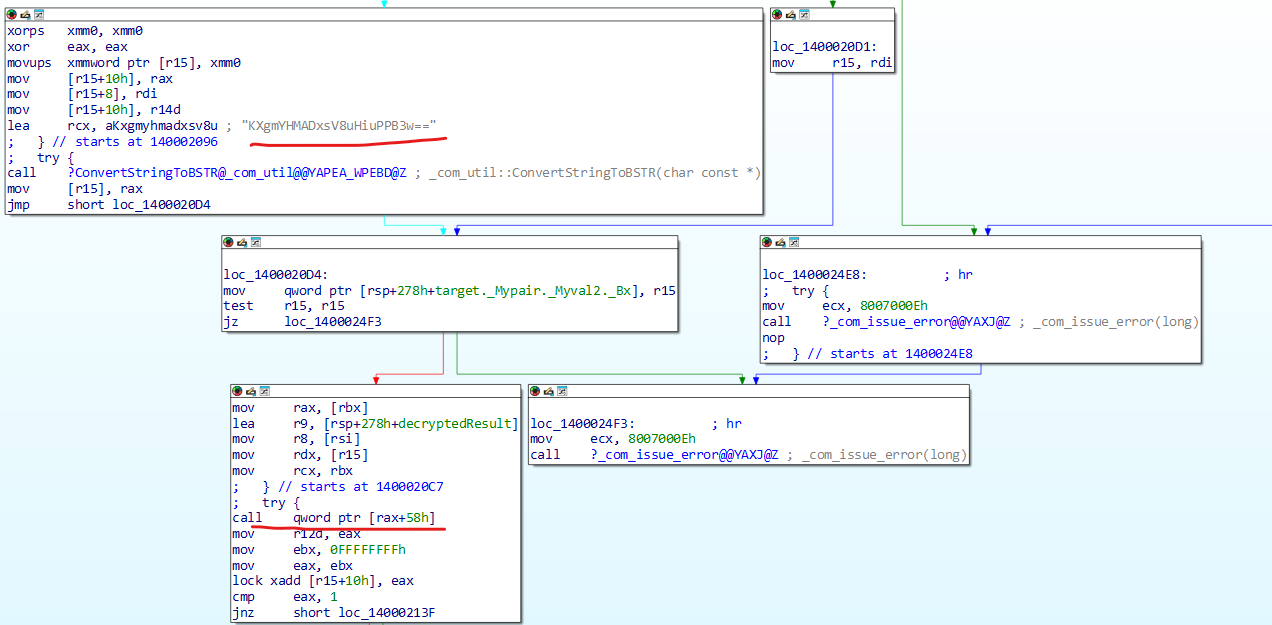 xorps xmm0, xmm0
xor eax, eax
movups xmmword ptr [r15], xmm0
mov [r15+10h], rax
mov [r15+8], rdi
mov [r15+10h], r14d
lea rcx, aKxgmyhmadxsv8u ; "KXgmYHMADxsV8uHiuPPB3w=="
; } // starts at 140002096
; try {
call ?ConvertStringToBSTR@_com_util@@YAPEA_WPEBD@Z ; _com_util::ConvertStringToBSTR(char const *)
mov [r15], rax
jmp short loc_1400020D4
loc_1400020D1:
mov r15, rdi
loc_1400020D4:
mov qword ptr [rsp+278h+target._Mypair._Myval2._Bx], r15
test r15, r15
jz loc_1400024F3
loc_1400024E8: ; hr
; try {
mov ecx, 8007000Eh
call ?_com_issue_error@@YAXJ@Z ; _com_issue_error(long)
nop
; } // starts at 1400024E8
mov rax, [rbx]
lea r9, [rsp+278h+decryptedResult]
mov r8, [rsi]
mov rdx, [r15]
mov rcx, rbx
; } // starts at 1400020C7
; try {
call qword ptr [rax+58h]
mov r12d, eax
mov ebx, 0FFFFFFFFh
mov eax, ebx
lock xadd [r15+10h], eax
cmp eax, 1
jnz short loc_14000213F
loc_1400024F3: ; hr
mov ecx, 8007000Eh
call ?_com_issue_error@@YAXJ@Z ; _com_issue_error(long)